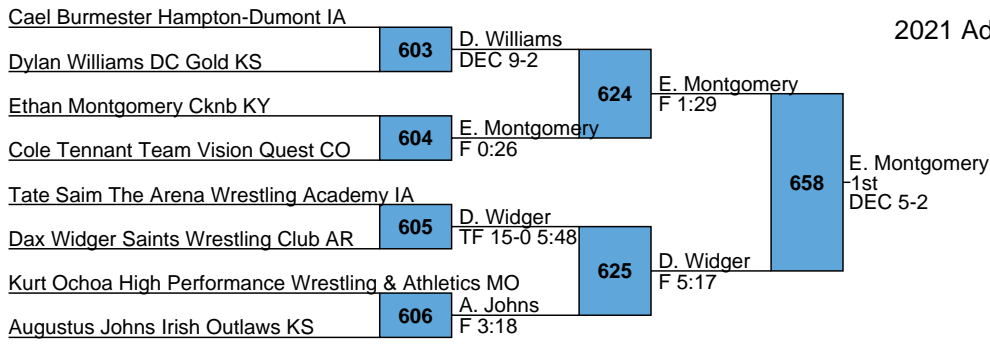 Cael Burmester Hampton-Dumont IA
2021 Ad
603
D. Williams
DEC 9-2
Dylan Williams DC Gold KS
624
E. Montgomery
F 1:29
Ethan Montgomery Cknb KY
604
E. Montgomery
F 0:26
Cole Tennant Team Vision Quest CO
658
E. Montgomery
1st
DEC 5-2
Tate Saim The Arena Wrestling Academy IA
605
D. Widger
TF 15-0 5:48
Dax Widger Saints Wrestling Club AR
625
D. Widger
F 5:17
Kurt Ochoa High Performance Wrestling & Athletics MO
606
A. Johns
F 3:18
Augustus Johns Irish Outlaws KS